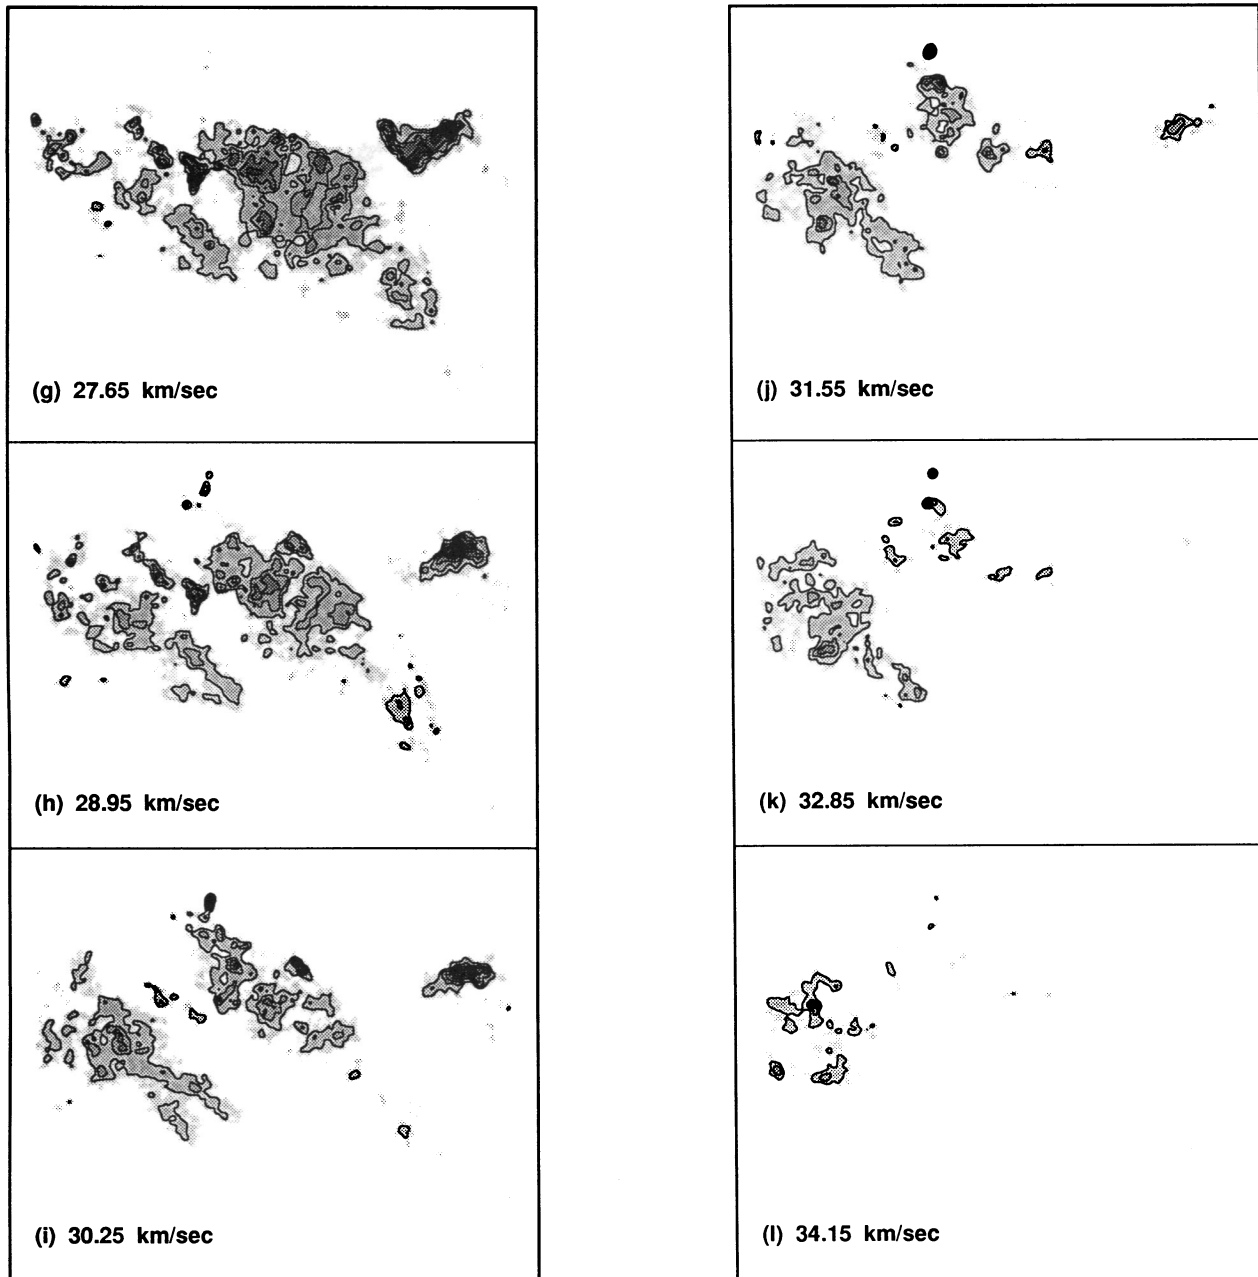 (g) 27.65 km/sec
(h) 28.95 km/sec
(i) 30.25 km/sec
(j) 31.55 km/sec
(k) 32.85 km/sec
(l) 34.15 km/sec